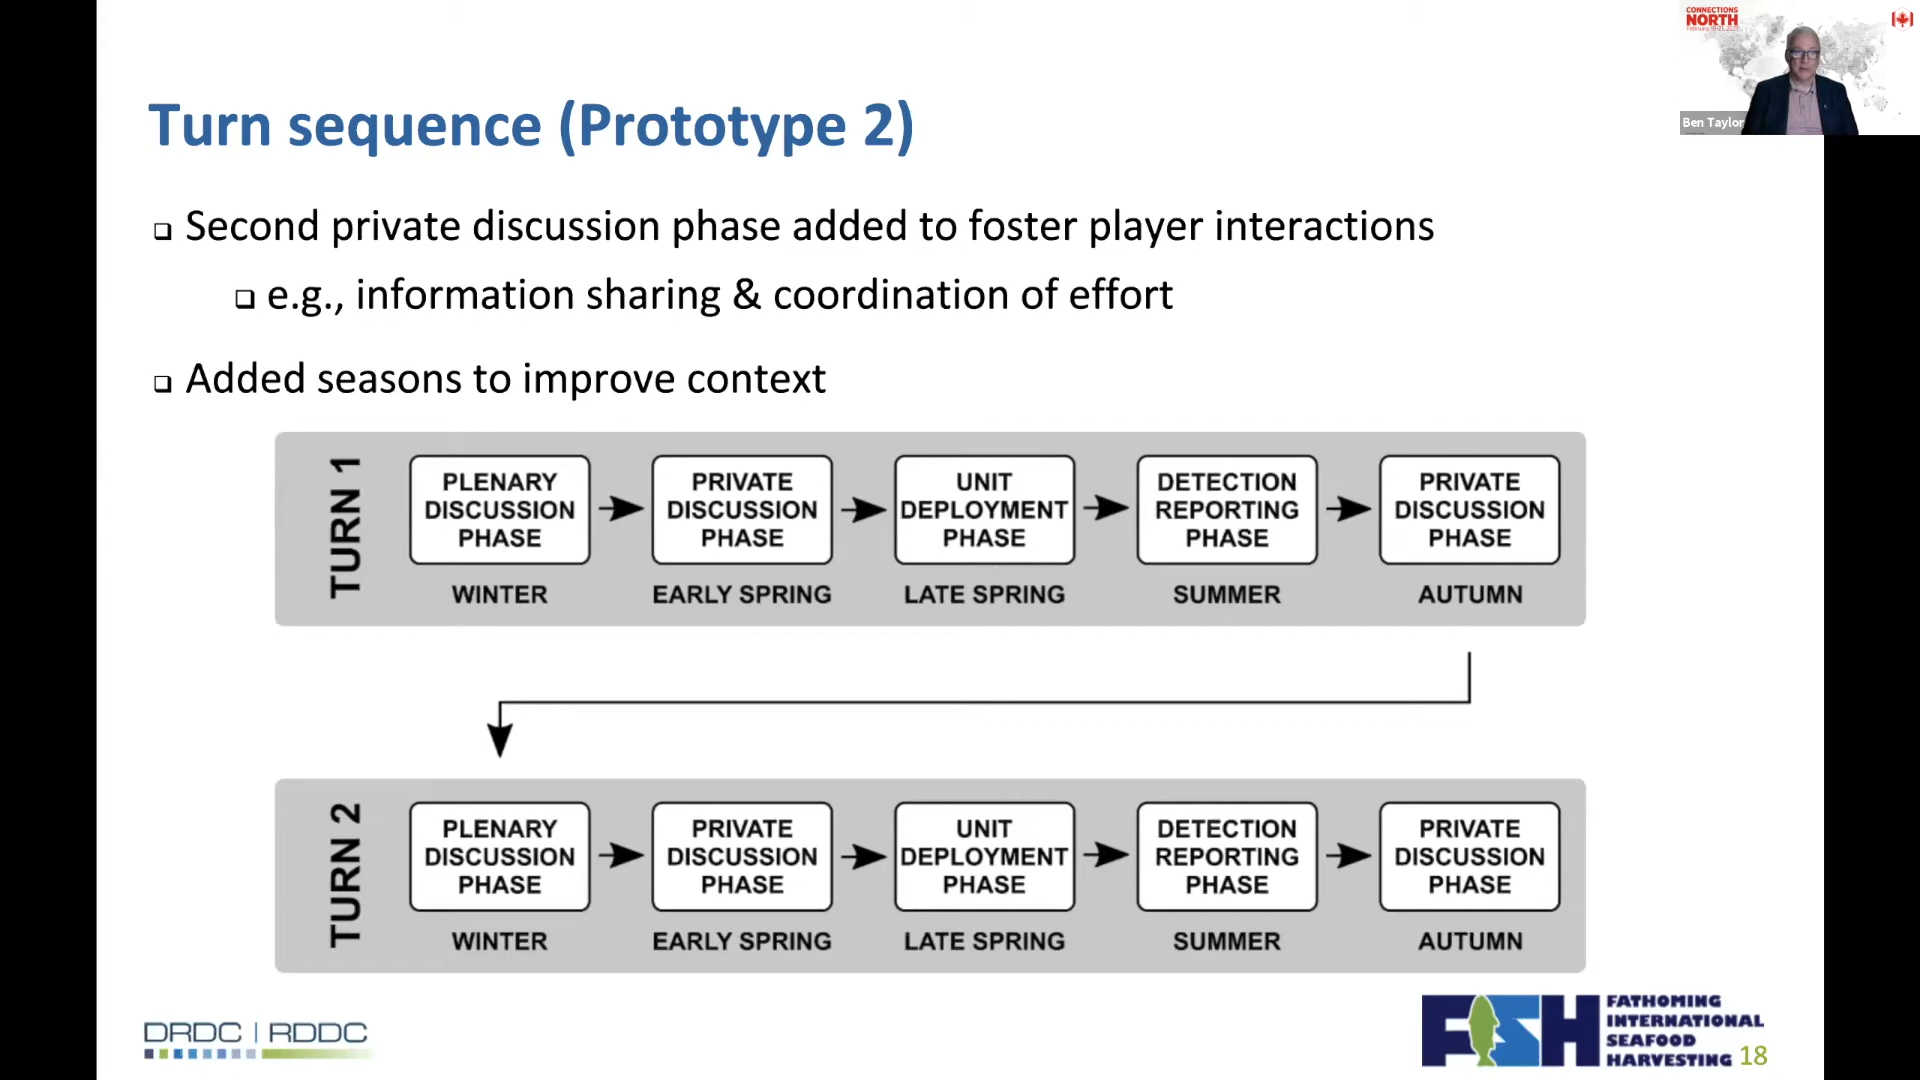 CONNECTIONS
NORTH
Ben Taylor
Turn sequence (Prototype 2)
Second private discussion phase added to foster player interactions
e.g., information sharing & coordination of effort
Added seasons to improve context
TURN 1
PLENARY
DISCUSSION
PHASE
WINTER
PRIVATE
DISCUSSION
PHASE
EARLY SPRING
UNIT
DEPLOYMENT
PHASE
LATE SPRING
DETECTION
REPORTING
PHASE
SUMMER
PRIVATE
DISCUSSION
PHASE
AUTUMN
TURN 2
PLENARY
DISCUSSION
PHASE
WINTER
PRIVATE
DISCUSSION
PHASE
EARLY SPRING
UNIT
DEPLOYMENT
PHASE
LATE SPRING
DETECTION
REPORTING
PHASE
SUMMER
PRIVATE
DISCUSSION
PHASE
AUTUMN
DRDC | RDDC
FISH
FATHOMING
INTERNATIONAL
SEAFOOD
HARVESTING
18